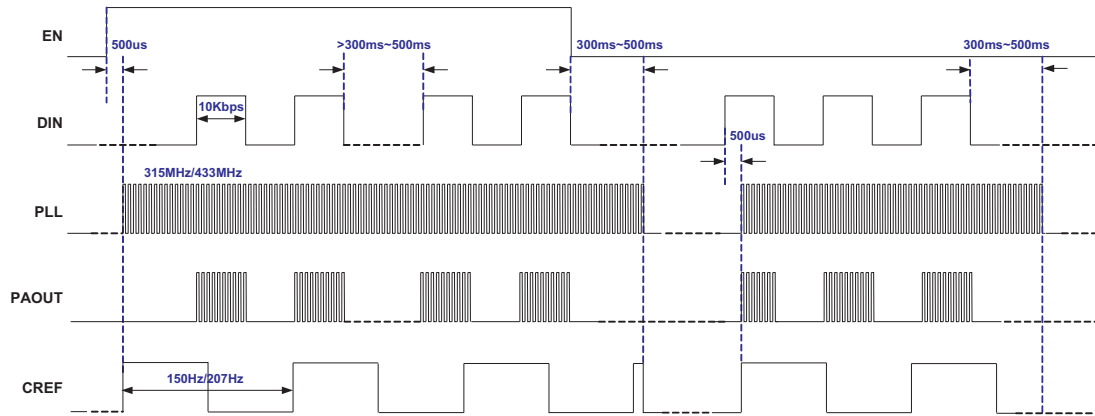 EN
500us
>300ms~500ms
300ms~500ms
300ms~500ms
DIN
10Kbps
500us
315MHz/433MHz
PLL
PAOUT
150Hz/207Hz
CREF